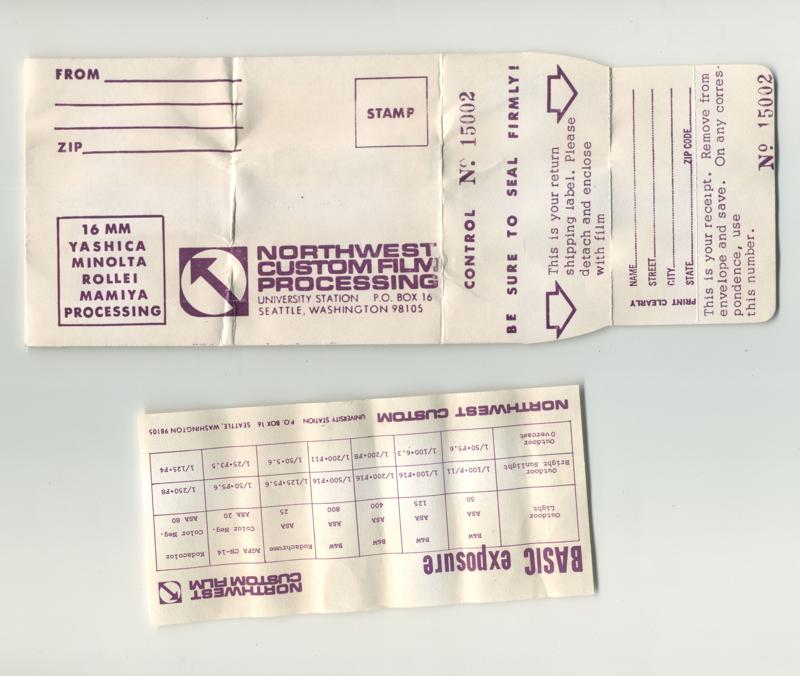 FROM
ZIP
STAMP
16 MM
YASHICA
MINOLTA
ROLLEI
MAMIYA
PROCESSING
NORTHWEST
CUSTOM FILM
PROCESSING
UNIVERSITY STATION P.O. BOX 16
SEATTLE, WASHINGTON 98105
CONTROL Nº 15002
BE SURE TO SEAL FIRMLY!
This is your return
shipping label. Please
detach and enclose
with film
PRINT CLEARLY
NAME
STREET
CITY
STATE ZIP CODE
This is your receipt. Remove from
envelope and save. On any corres-
pondence, use
this number.
Nº 15002
NORTHWEST
CUSTOM FILM
BASIC exposure
Outdoor Light B&W ASA 50 B&W ASA 125 B&W ASA 400 B&W ASA 800 Kodachrome ASA 25 AGFA CN-14 Color Neg. ASA 20 Kodacolor Color Neg. ASA 80
Outdoor Bright Sunlight 1/100·F/11 1/100·F16 1/200·F16 1/500·F16 1/125·F5.6 1/50·F5.6 1/250·F8
Outdoor Overcast 1/50·F5.6 1/100·6.3 1/200·F8 1/200·F11 1/50·5.6 1/25·F3.5 1/125·F4
NORTHWEST CUSTOM UNIVERSITY STATION P.O. BOX 16 SEATTLE, WASHINGTON 98105